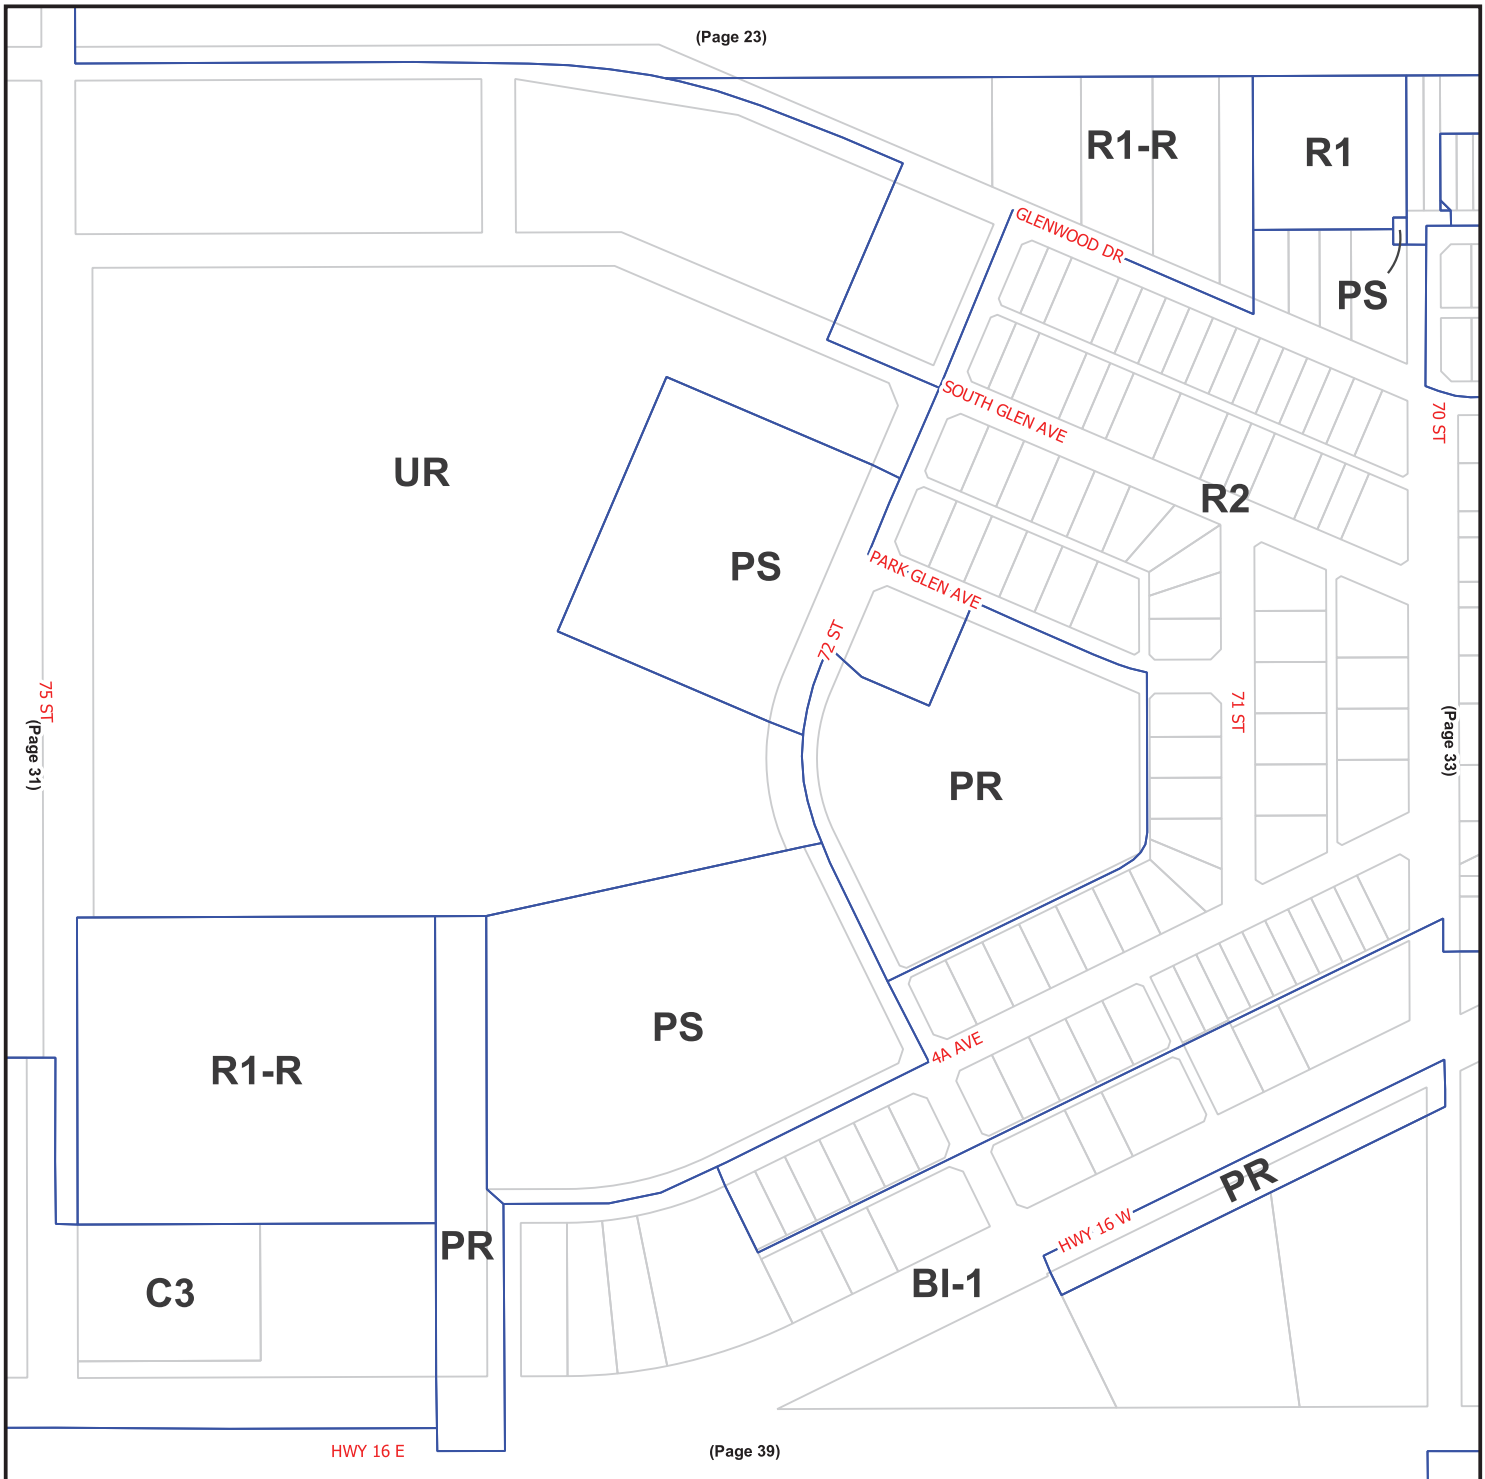 (Page 23)
R1-R
R1
GLENWOOD DR
PS
SOUTH GLEN AVE
70 ST
UR
R2
PS
PARK GLEN AVE
72 ST
75 ST
(Page 31)
71 ST
(Page 33)
PR
PS
4A AVE
R1-R
PR
HWY 16 W
PR
C3
BI-1
HWY 16 E
(Page 39)